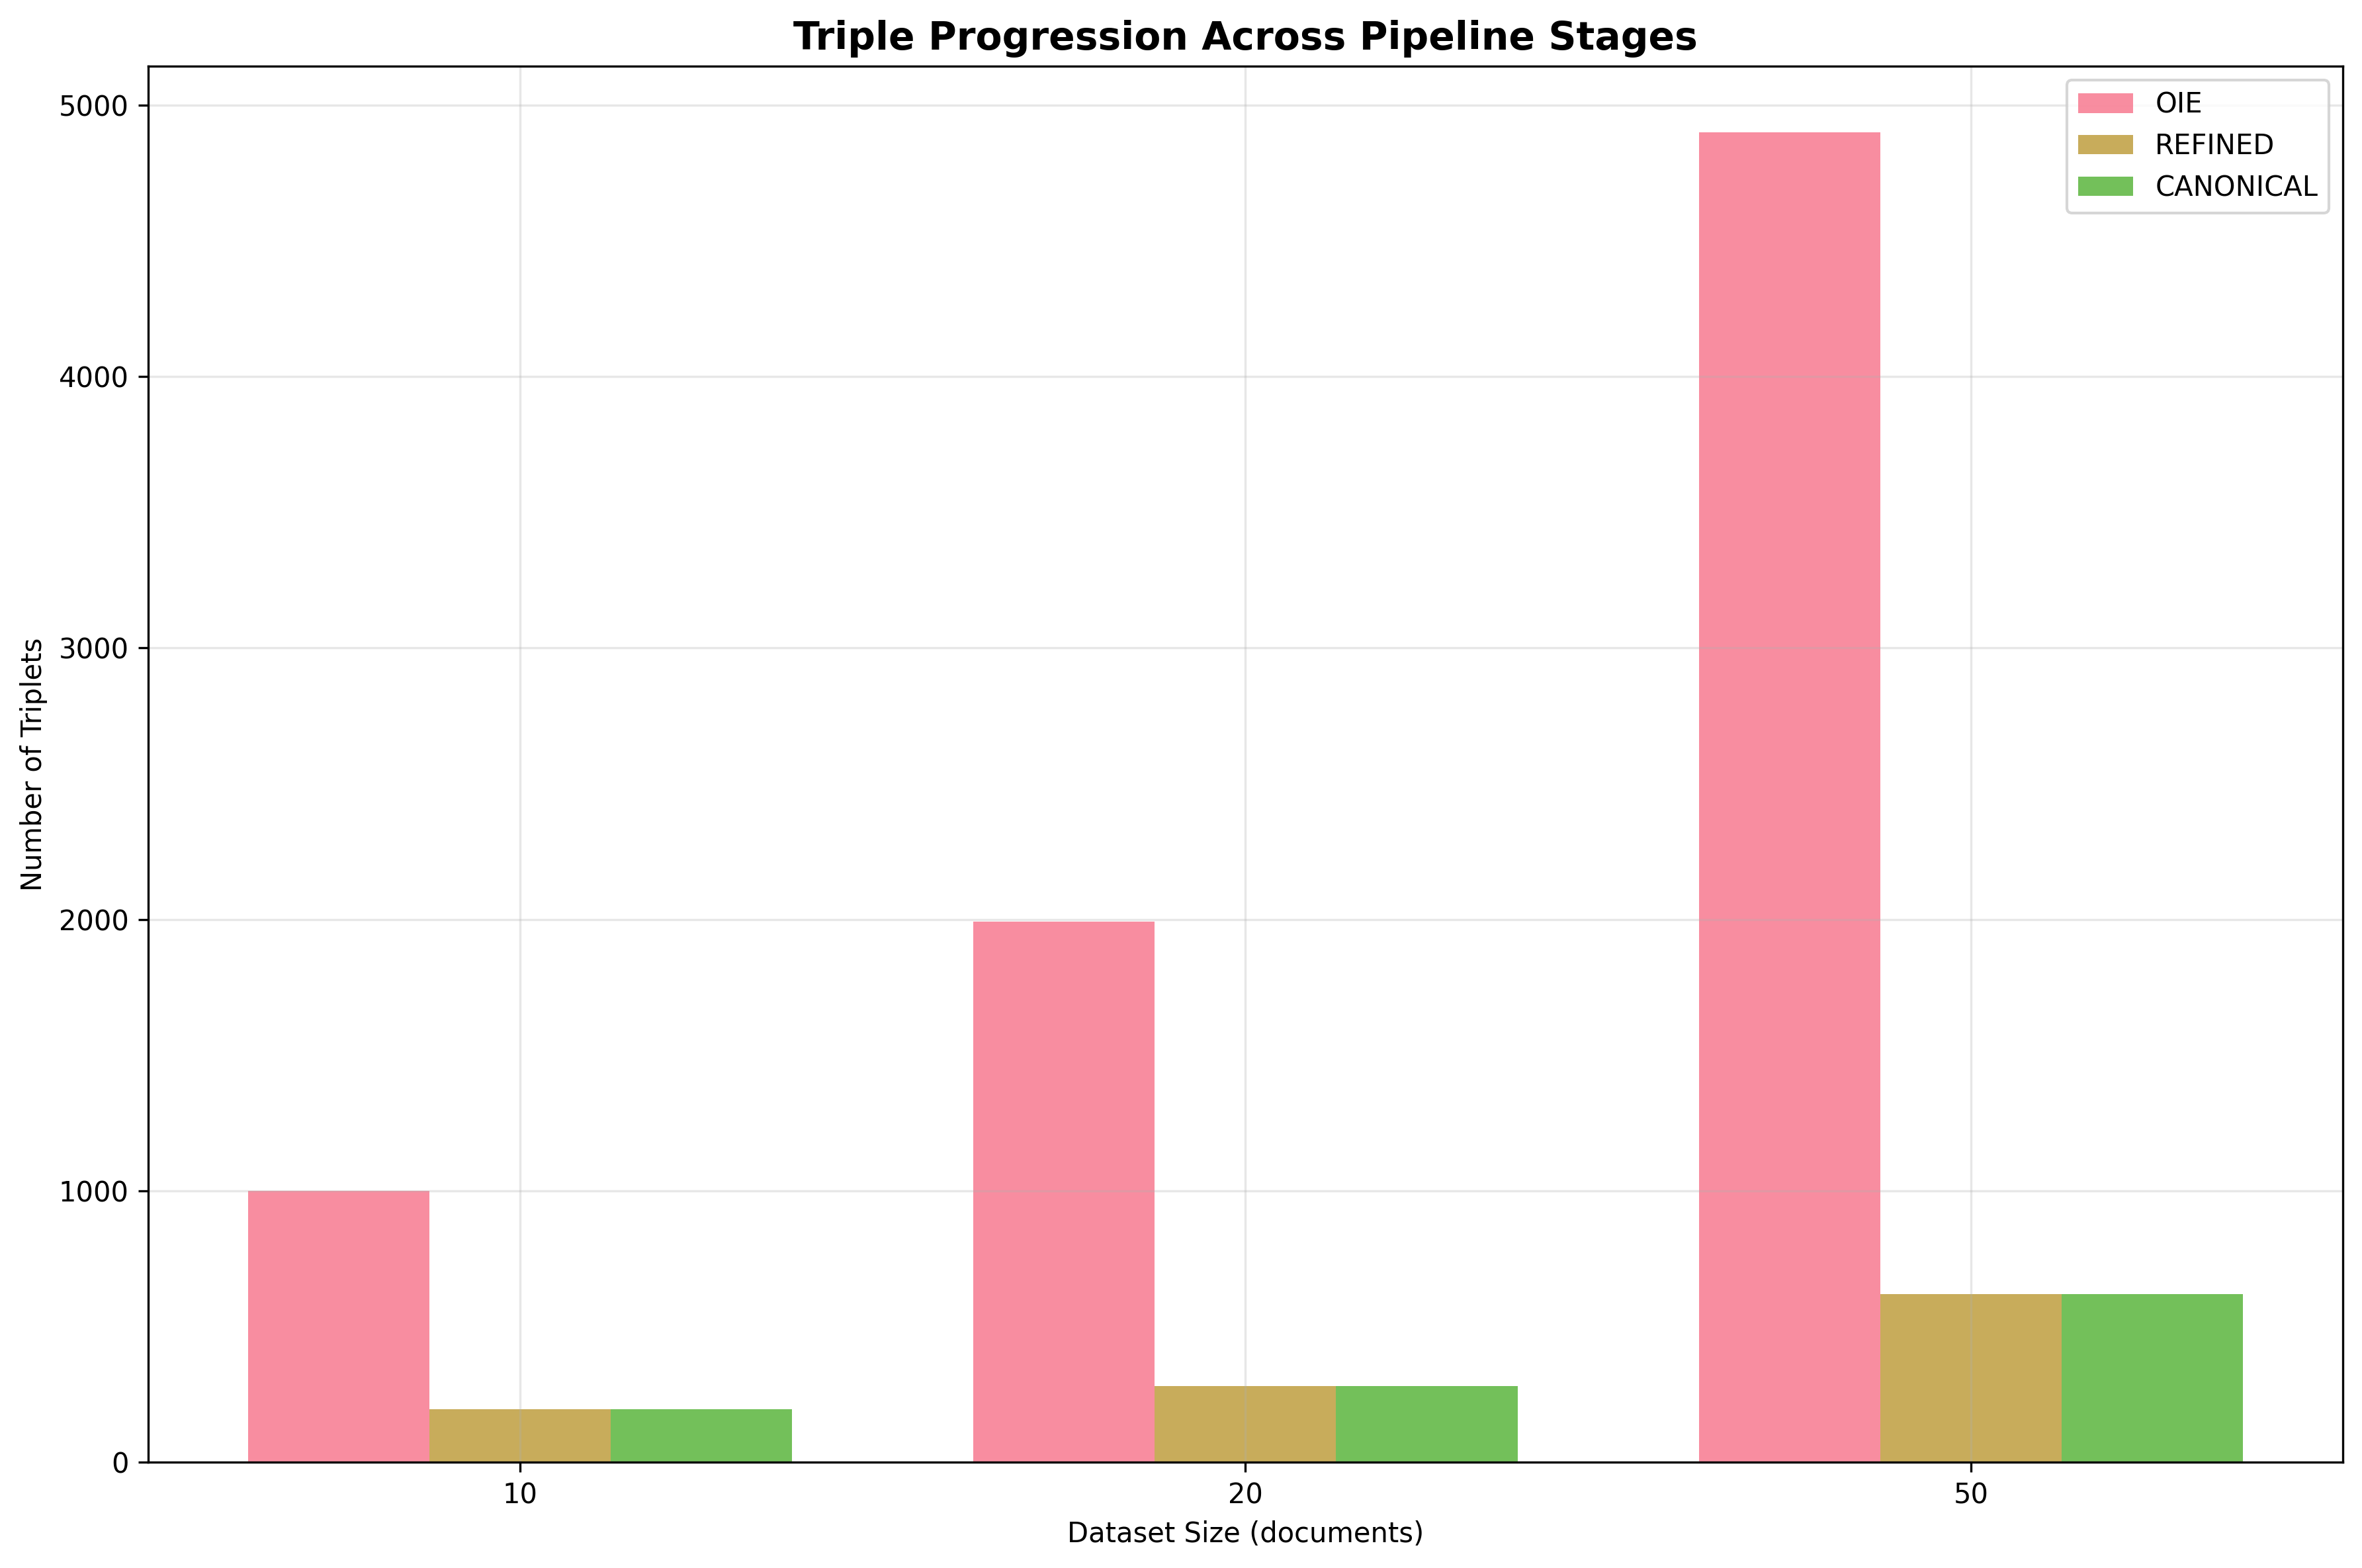 Triple Progression Across Pipeline Stages
OIE
REFINED
CANONICAL
Number of Triplets
5000
4000
3000
2000
1000
0
10 20 50
Dataset Size (documents)